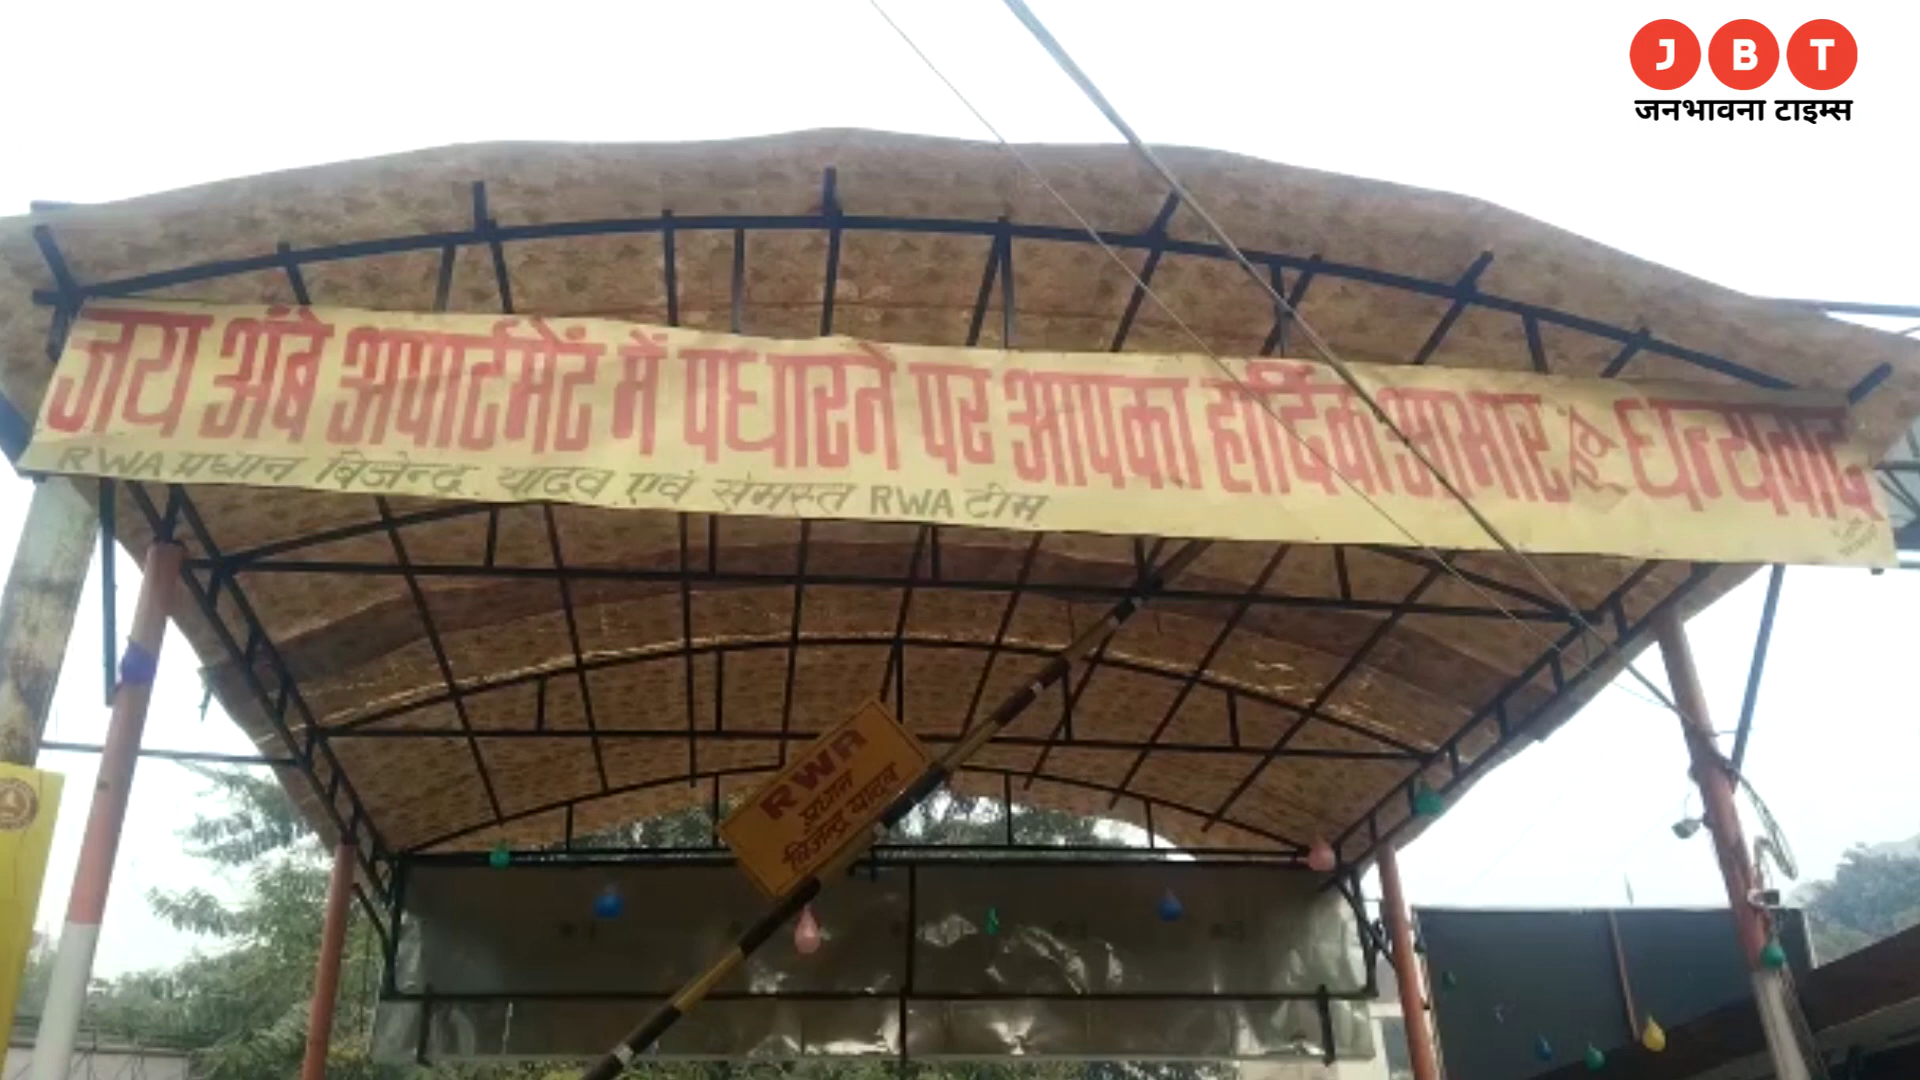 J B T
जनभावना टाइम्स
जय अंबे अपार्टमेंट में पधारने पर आपका हार्दिक आभार एवं धन्यवाद
RWA प्रधान बिजेन्द्र यादव एवं समस्त RWA टीम
RWA
प्रधान
बिजेन्द्र यादव